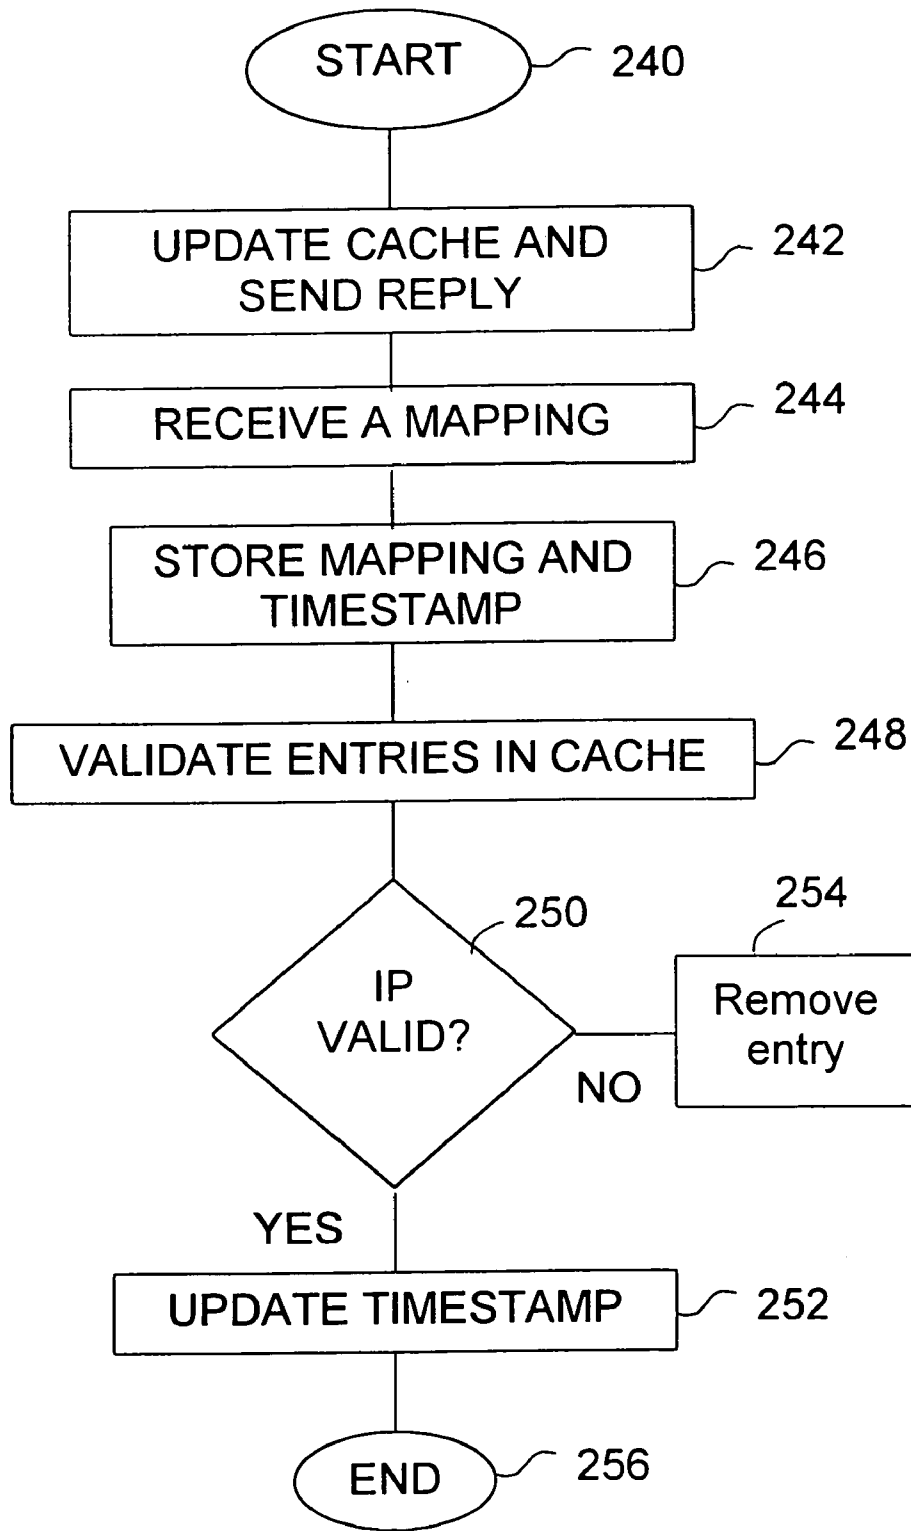 START
240
UPDATE CACHE AND
SEND REPLY
242
RECEIVE A MAPPING
244
STORE MAPPING AND
TIMESTAMP
246
VALIDATE ENTRIES IN CACHE
248
250
IP
VALID?
254
Remove
entry
NO
YES
UPDATE TIMESTAMP
252
END
256